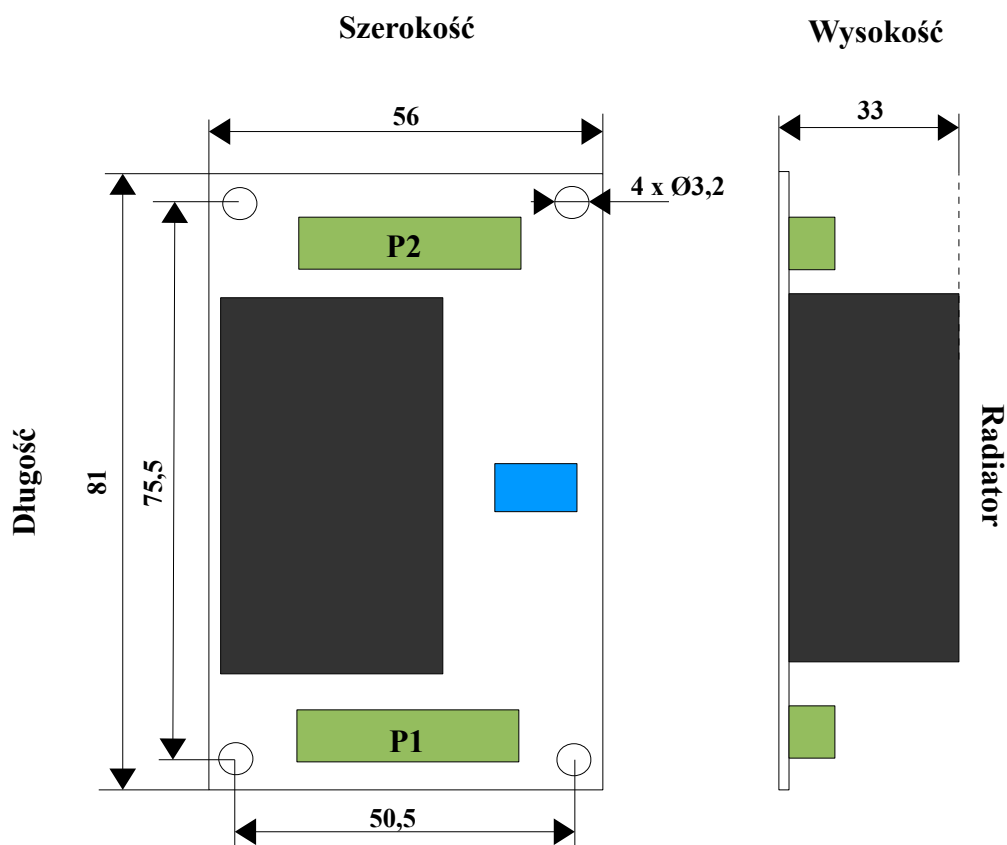 Szerokość
Wysokość
56
33
4 x Ø3,2
P2
Długość
81
75,5
Radiator
P1
50,5